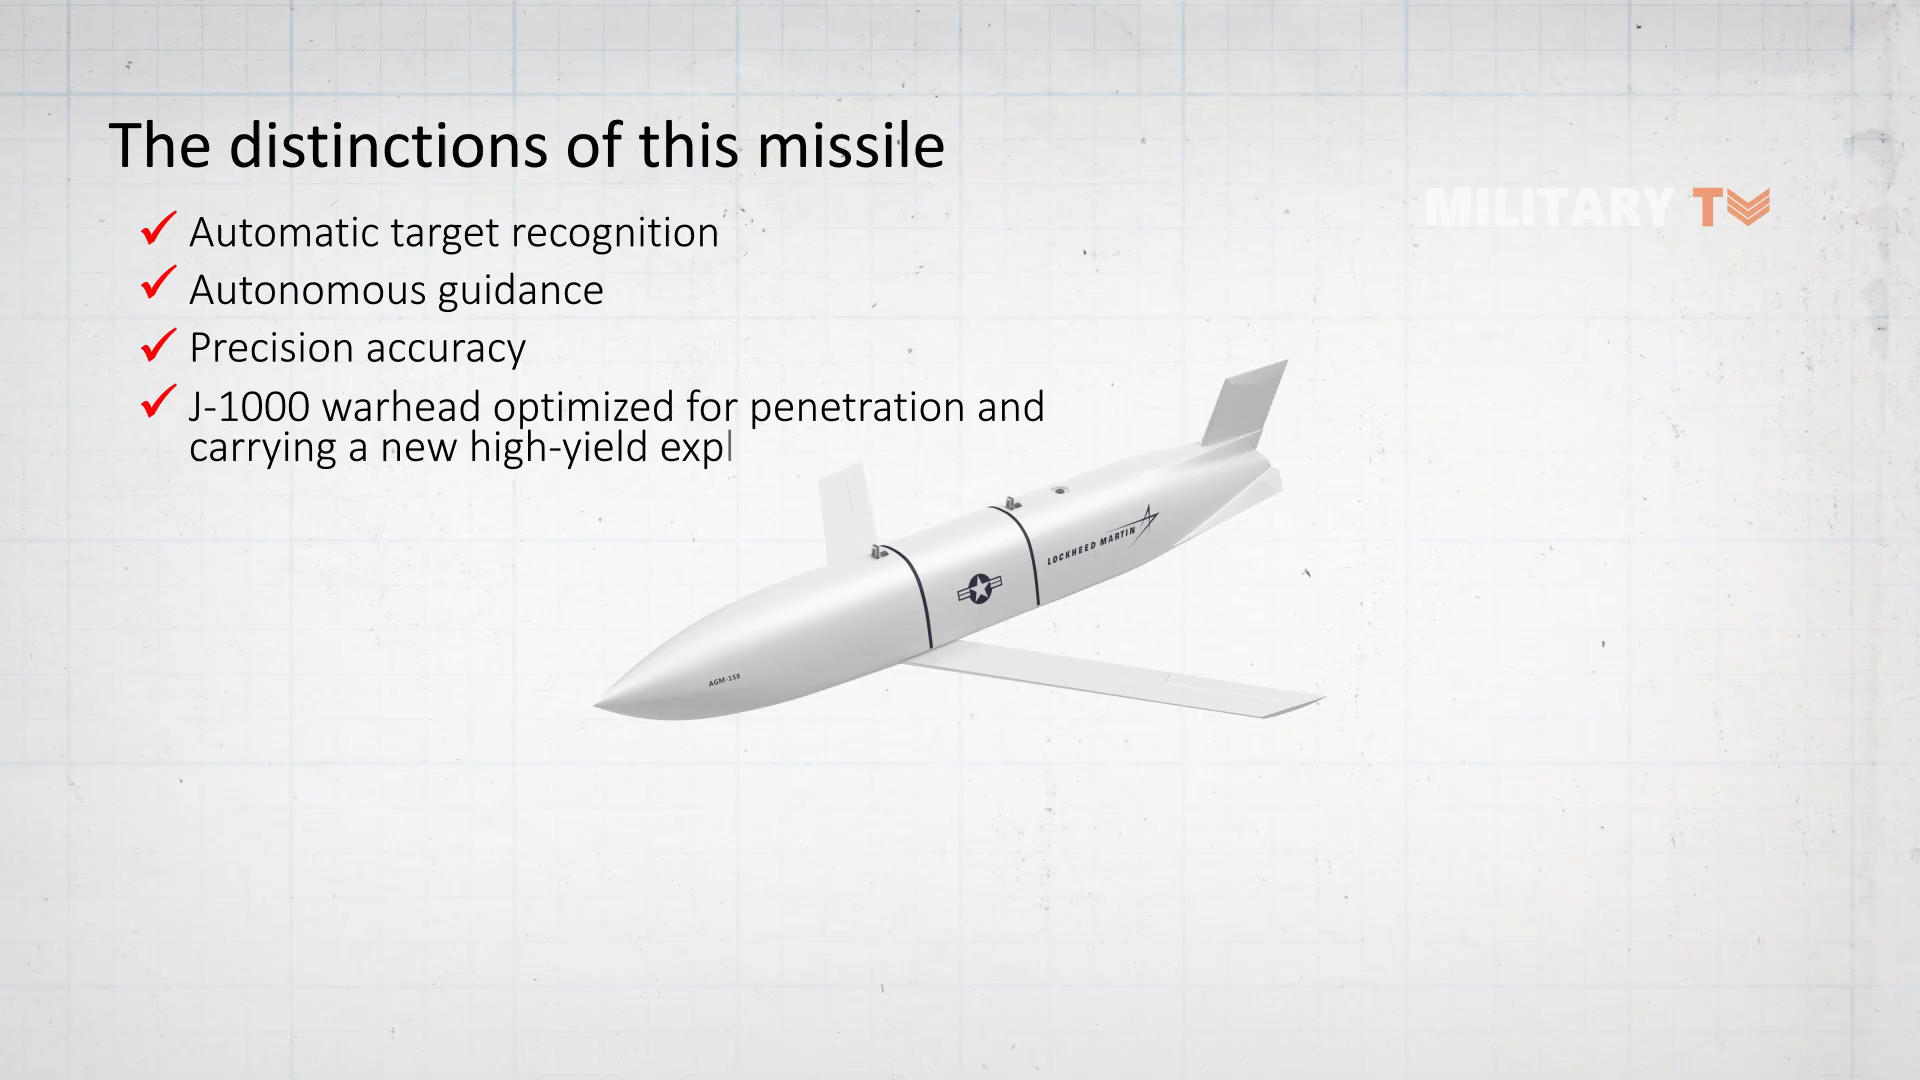 The distinctions of this missile
MILITARY TV
Automatic target recognition
Autonomous guidance
Precision accuracy
J-1000 warhead optimized for penetration and
carrying a new high-yield expl
LOCKHEED MARTIN
AGM-158